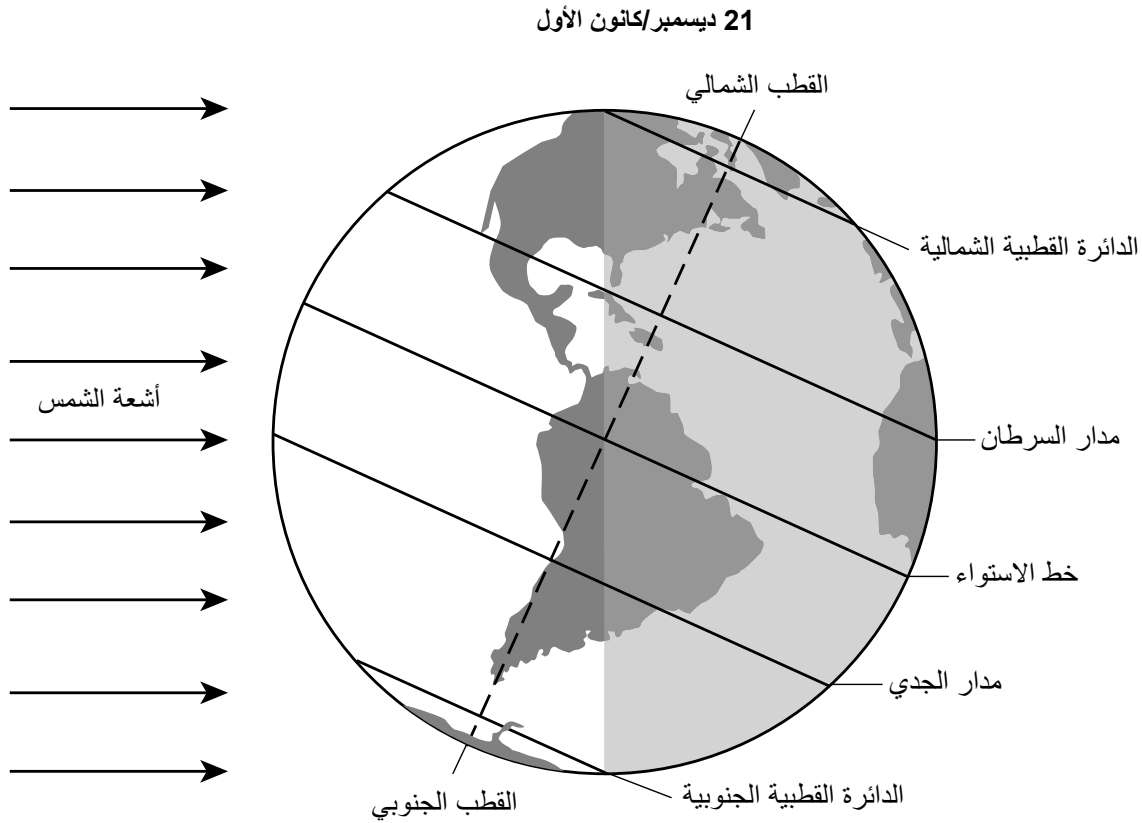 21 ديسمبر/كانون الأول
القطب الشمالي
الدائرة القطبية الشمالية
أشعة الشمس
مدار السرطان
خط الاستواء
مدار الجدي
الدائرة القطبية الجنوبية
القطب الجنوبي